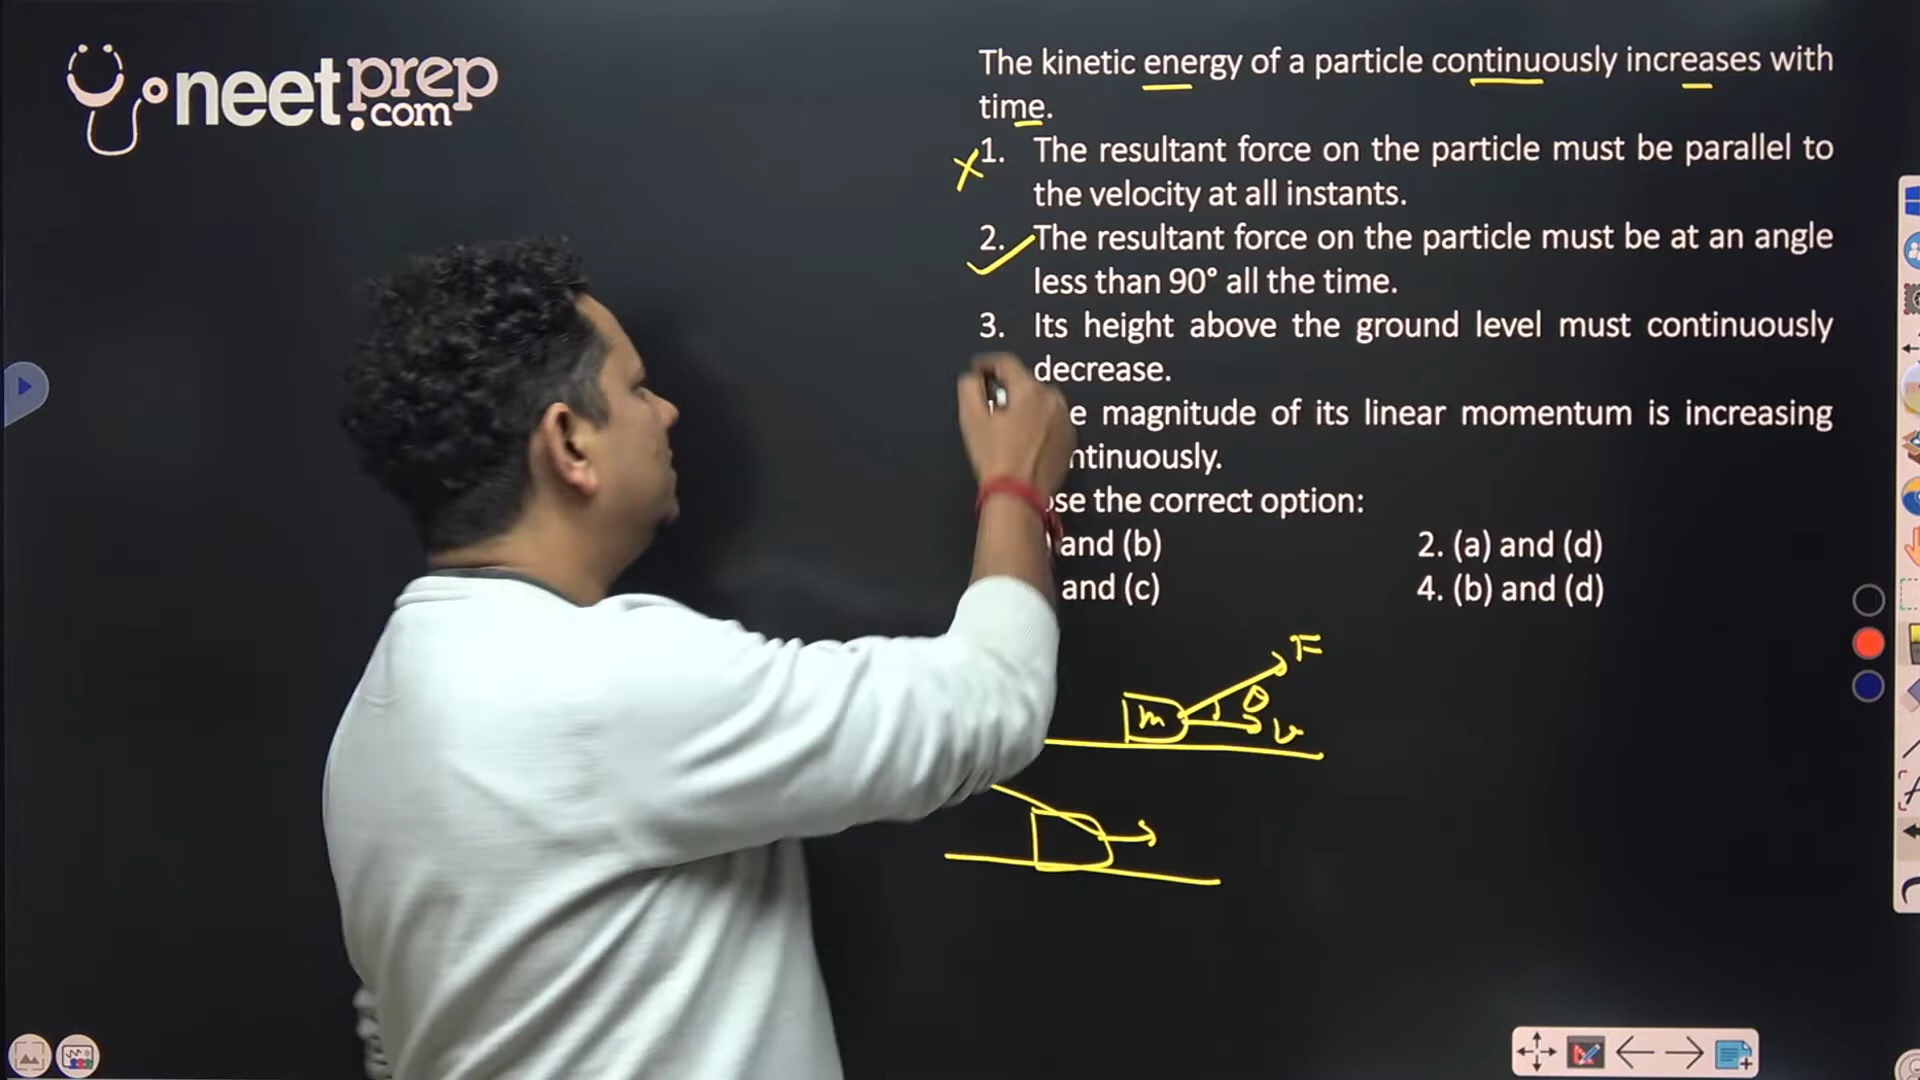 neetprep
.com
The kinetic energy of a particle continuously increases with
time.
1. The resultant force on the particle must be parallel to
the velocity at all instants.
2. The resultant force on the particle must be at an angle
less than 90° all the time.
3. Its height above the ground level must continuously
decrease.
magnitude of its linear momentum is increasing
the correct option:
and (b) 2. (a) and (d)
and (c) 4. (b) and (d)
F
θ
m
v